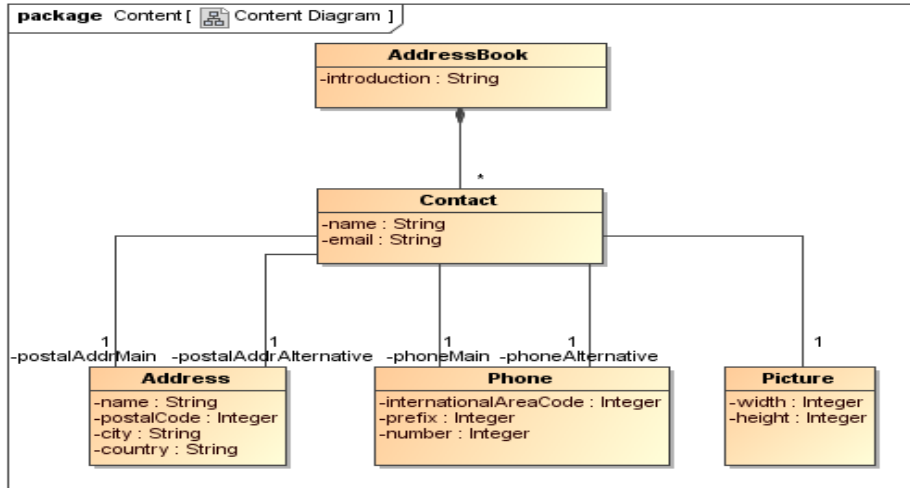 package Content [ Content Diagram ]
AddressBook
-introduction : String
*
Contact
-name : String
-email : String
1 1 1 1 1
-postalAddrMain -postalAddrAlternative -phoneMain -phoneAlternative
Address
-name : String
-postalCode : Integer
-city : String
-country : String
Phone
-internationalAreaCode : Integer
-prefix : Integer
-number : Integer
Picture
-width : Integer
-height : Integer